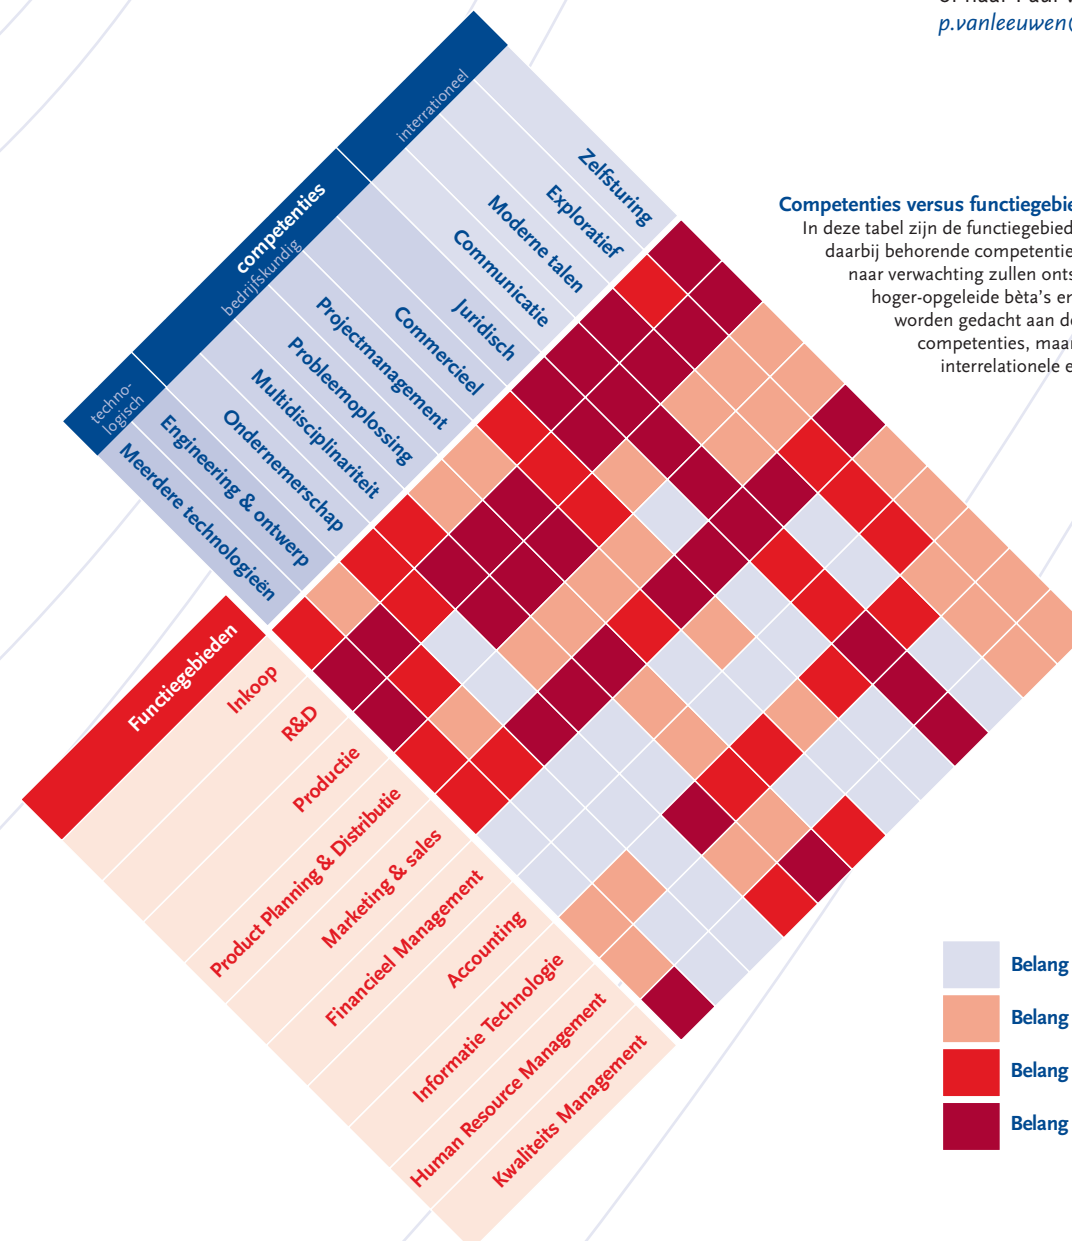 p.vanleeuwen(
competenties
interrationeel
bedrijfskundig
techno-
logisch
Zelfsturing
Exploratief
Moderne talen
Communicatie
Juridisch
Commercieel
Projectmanagement
Probleemoplossing
Multidisciplinariteit
Ondernemerschap
Engineering & ontwerp
Meerdere technologieën
Competenties versus functiegebie
In deze tabel zijn de functiegebied
daarbij behorende competentie
naar verwachting zullen onts
hoger-opgeleide bèta's en
worden gedacht aan de
competenties, maar
interrelationele e
Functiegebieden
Inkoop
R&D
Productie
Product Planning & Distributie
Marketing & sales
Financieel Management
Accounting
Informatie Technologie
Human Resource Management
Kwaliteits Management
Belang
Belang
Belang
Belang